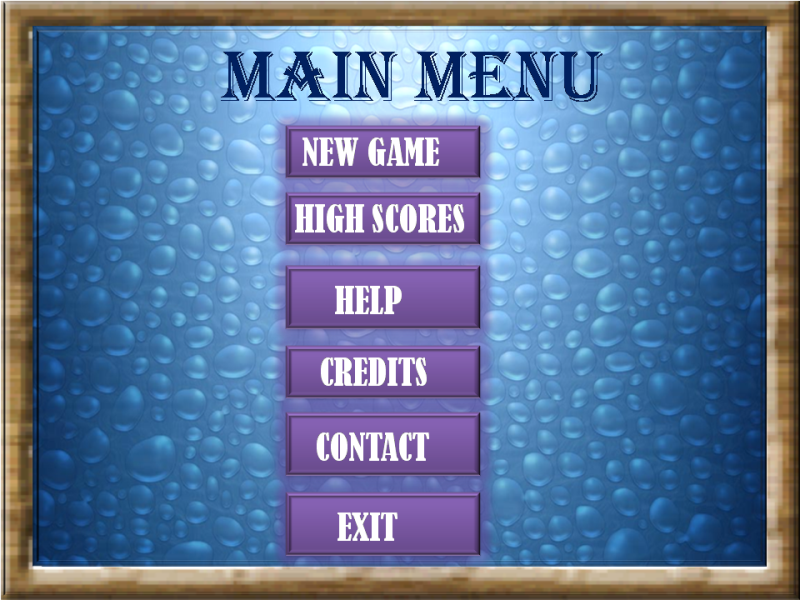 MAIN MENU
NEW GAME
HIGH SCORES
HELP
CREDITS
CONTACT
EXIT